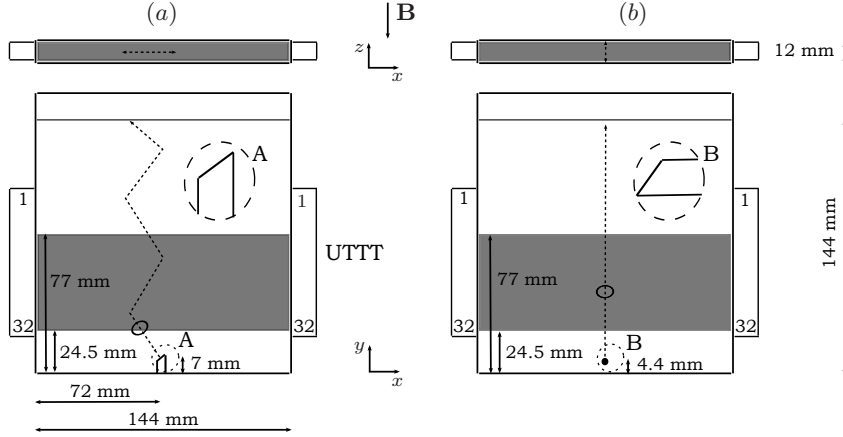 (a)
B
(b)
z
x
z
x
12 mm
A
B
1
1
1
1
UTTT
144 mm
77 mm
77 mm
32
32
32
32
24.5 mm
A
7 mm
y
x
24.5 mm
B
4.4 mm
y
x
72 mm
144 mm